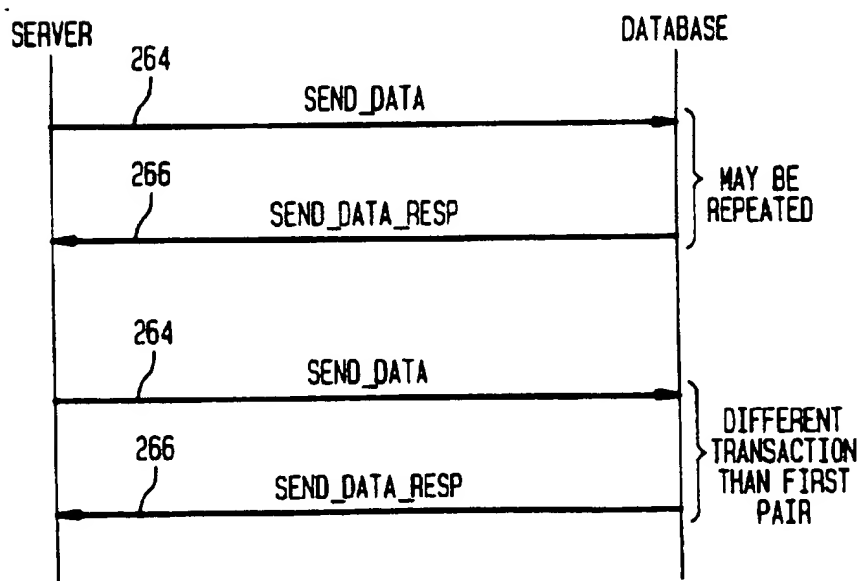 SERVER
DATABASE
264
SEND_DATA
266
SEND_DATA_RESP
MAY BE
REPEATED
264
SEND_DATA
266
SEND_DATA_RESP
DIFFERENT
TRANSACTION
THAN FIRST
PAIR